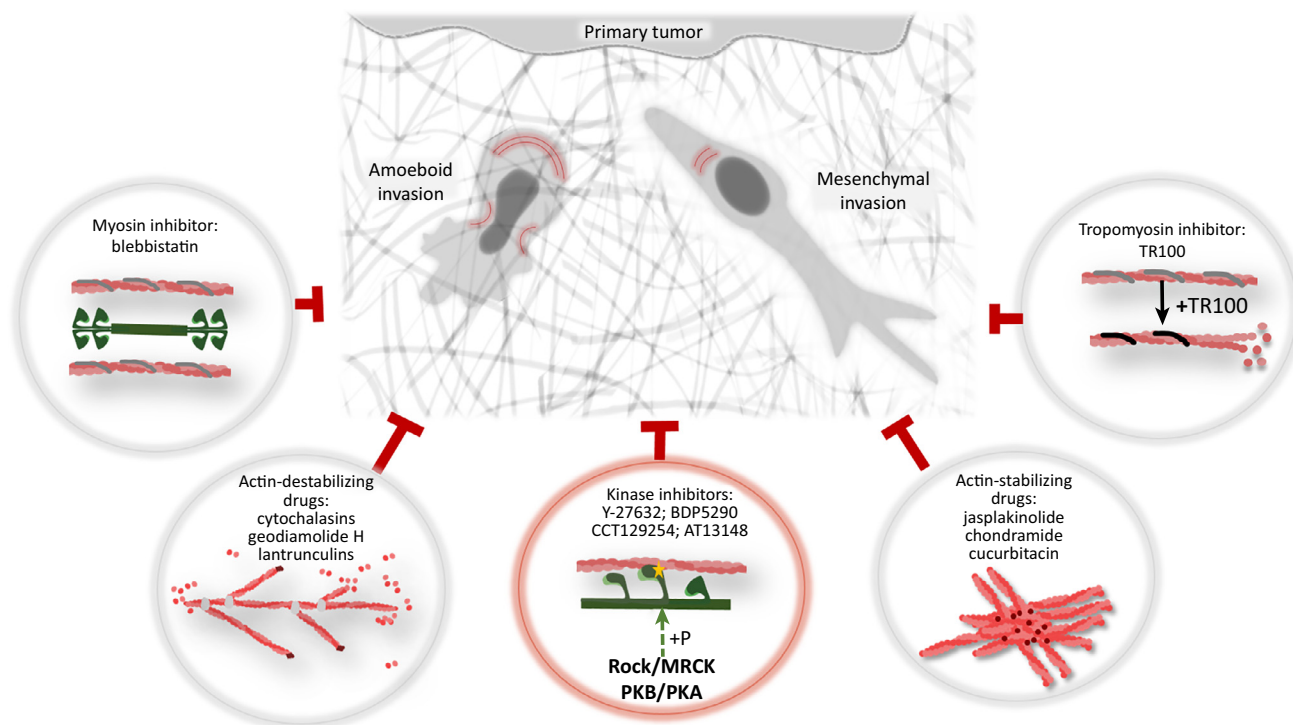 Primary tumor
Amoeboid
invasion
Mesenchymal
invasion
Myosin inhibitor:
blebbistatin
Tropomyosin inhibitor:
TR100
+TR100
Actin-destabilizing
drugs:
cytochalasins
geodiamolide H
lantrunculins
Kinase inhibitors:
Y-27632; BDP5290
CCT129254; AT13148
+P
Rock/MRCK
PKB/PKA
Actin-stabilizing
drugs:
jasplakinolide
chondramide
cucurbitacin